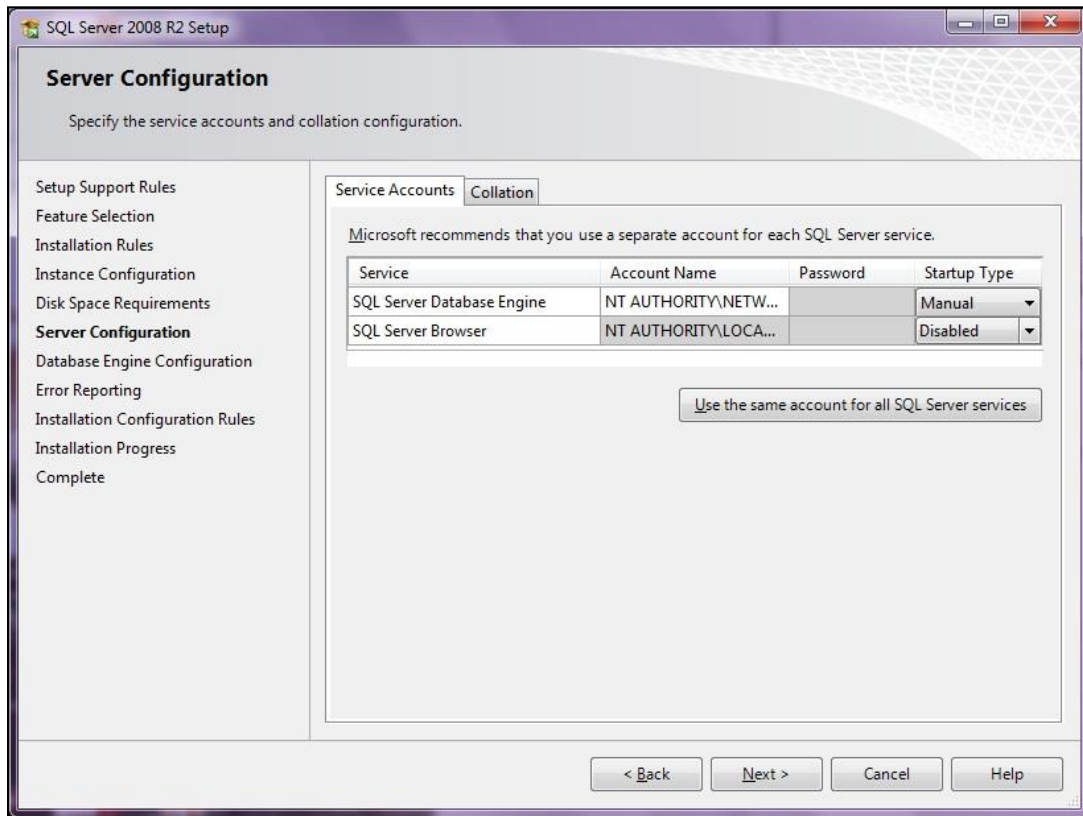 SQL Server 2008 R2 Setup
Server Configuration
Specify the service accounts and collation configuration.
Setup Support Rules
Feature Selection
Installation Rules
Instance Configuration
Disk Space Requirements
Server Configuration
Database Engine Configuration
Error Reporting
Installation Configuration Rules
Installation Progress
Complete
Service Accounts Collation
Microsoft recommends that you use a separate account for each SQL Server service.
Service Account Name Password Startup Type
SQL Server Database Engine NT AUTHORITY\NETW... Manual
SQL Server Browser NT AUTHORITY\LOCA... Disabled
Use the same account for all SQL Server services
< Back Next > Cancel Help